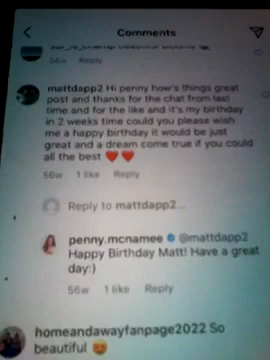 Comments
56w Reply
mattdapp2 Hi penny how's things great
post and thanks for the chat from last
time and for the like and it's my birthday
in 2 weeks time could you please wish
me a happy birthday it would be just
great and a dream come true if you could
all the best ❤️❤️
56w 1 like Reply
Reply to mattdapp2...
penny.mcnamee @mattdapp2
Happy Birthday Matt! Have a great
day:)
56w 1 like Reply
homeandawayfanpage2022 So
beautiful 😍